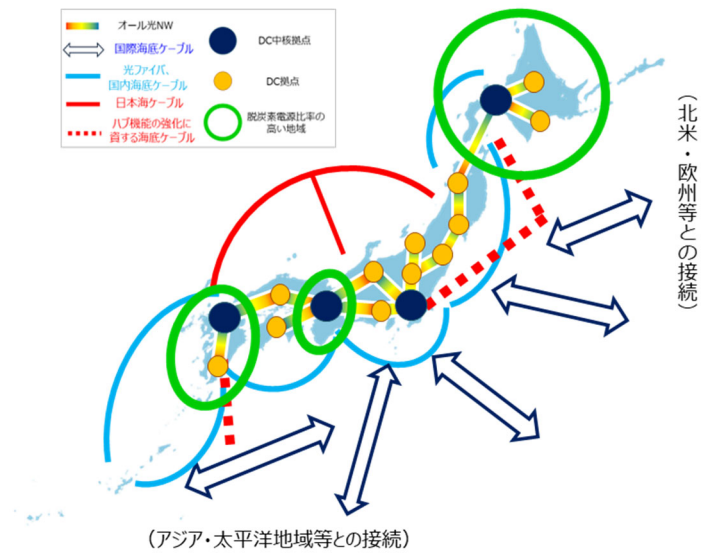 オール光NW
国際海底ケーブル
光ファイバ、
国内海底ケーブル
日本海ケーブル
ハブ機能の強化に
資する海底ケーブル
DC中核拠点
DC拠点
脱炭素電源比率の
高い地域
（北米・欧州等との接続）
（アジア・太平洋地域等との接続）